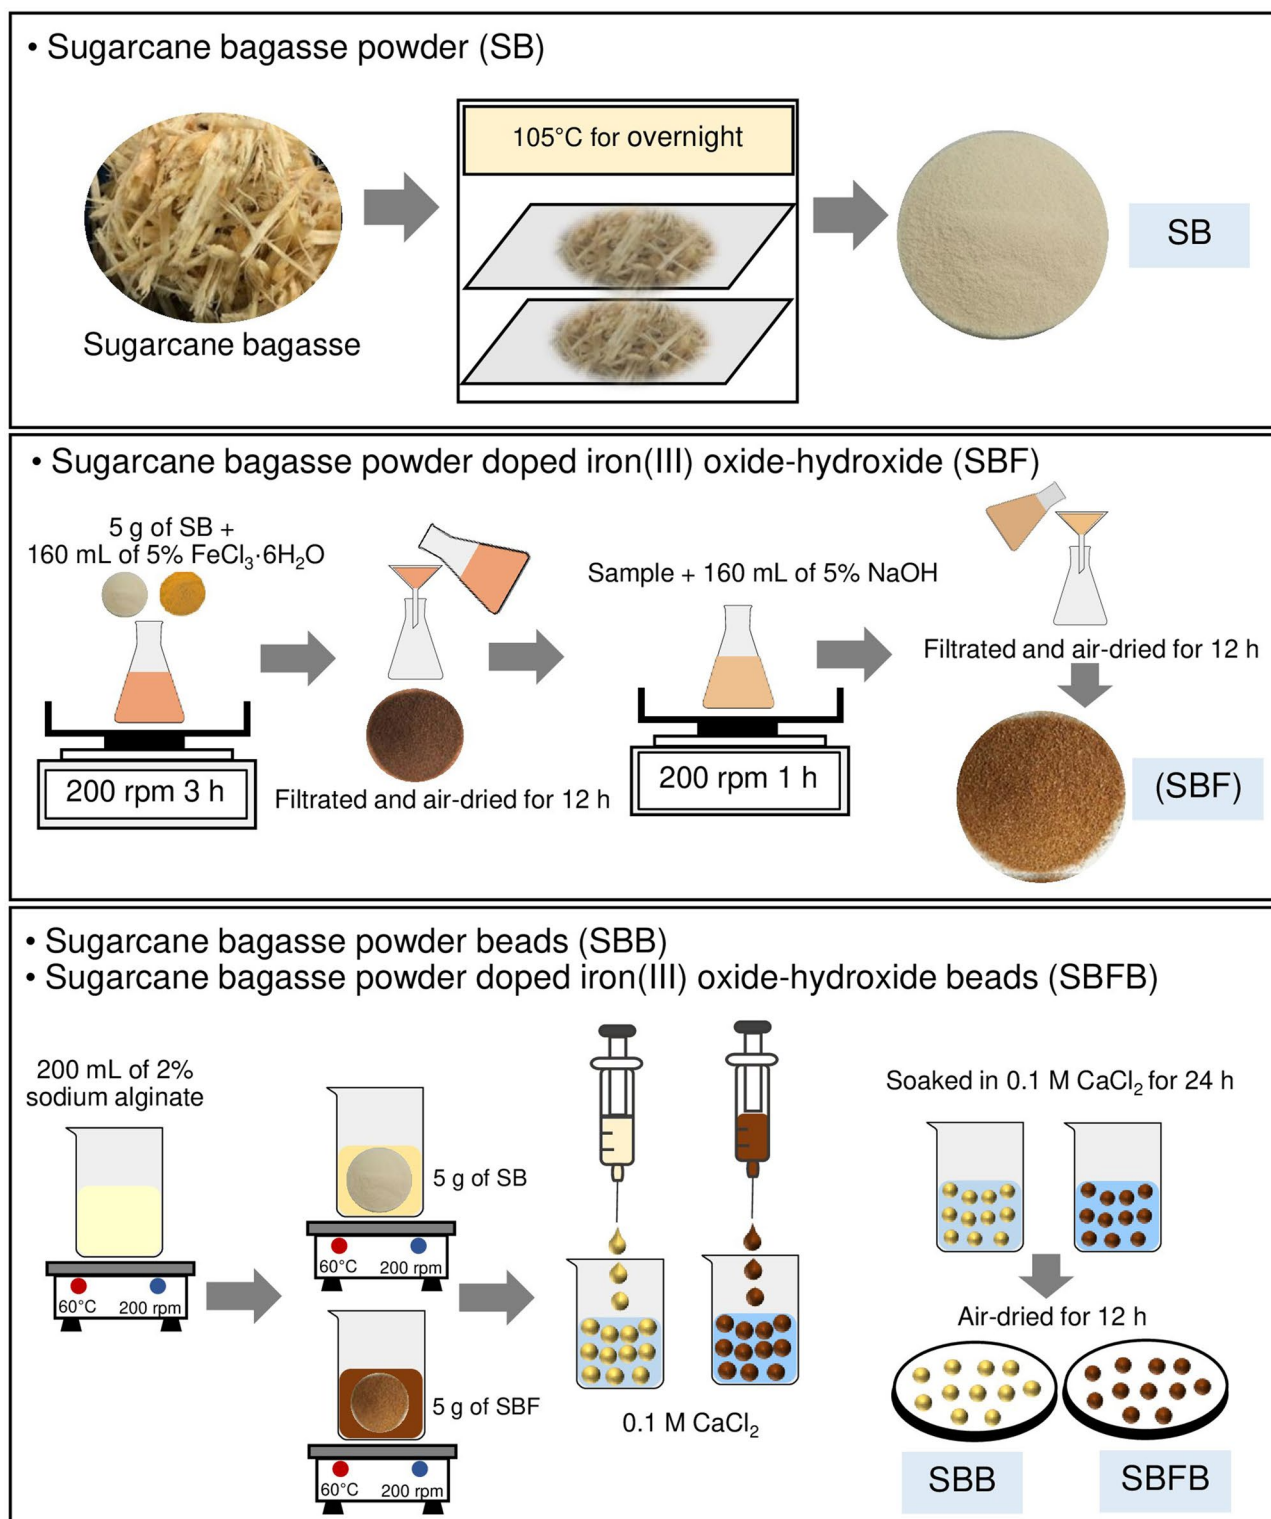 • Sugarcane bagasse powder (SB)
105°C for overnight
SB
Sugarcane bagasse
• Sugarcane bagasse powder doped iron(III) oxide-hydroxide (SBF)
5 g of SB +
160 mL of 5% FeCl₃·6H₂O
200 rpm 3 h
Filtrated and air-dried for 12 h
Sample + 160 mL of 5% NaOH
200 rpm 1 h
Filtrated and air-dried for 12 h
(SBF)
• Sugarcane bagasse powder beads (SBB)
• Sugarcane bagasse powder doped iron(III) oxide-hydroxide beads (SBFB)
200 mL of 2%
sodium alginate
60°C 200 rpm
5 g of SB
60°C 200 rpm
5 g of SBF
60°C 200 rpm
0.1 M CaCl₂
Soaked in 0.1 M CaCl₂ for 24 h
Air-dried for 12 h
SBB
SBFB